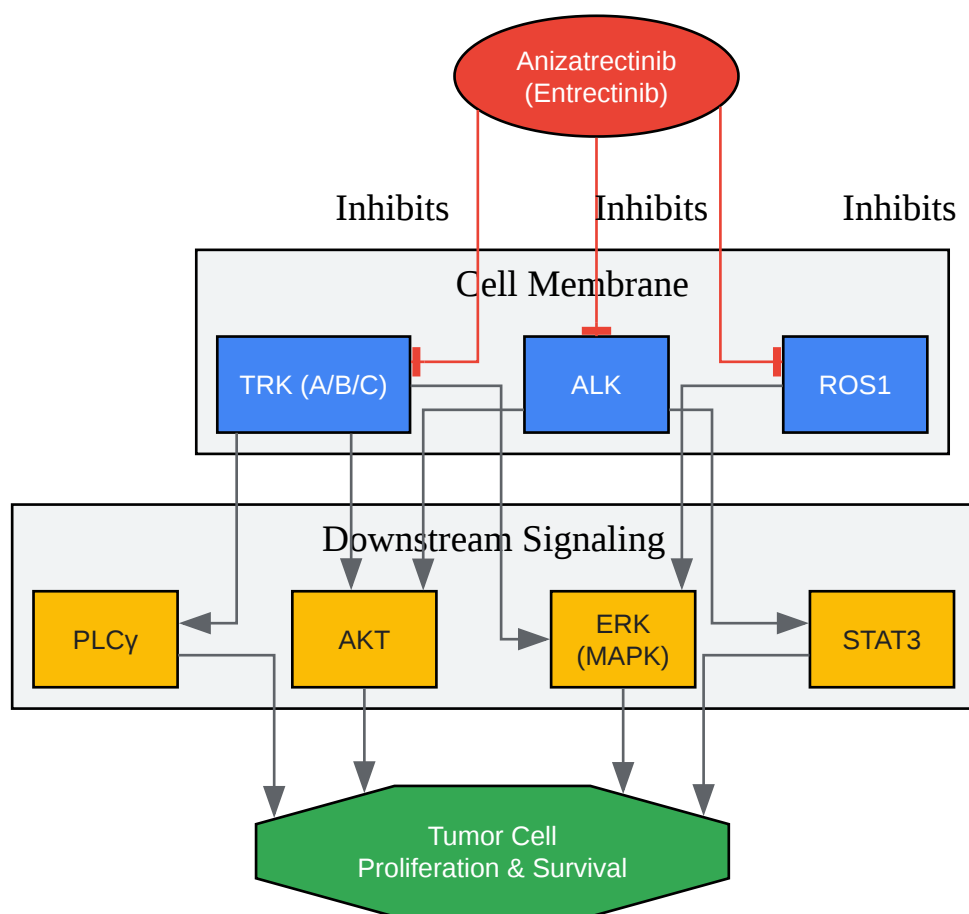 Anizatrectinib
(Entrectinib)
Inhibits
Inhibits
Inhibits
Cell Membrane
TRK (A/B/C)
ALK
ROS1
Downstream Signaling
PLCγ
AKT
ERK
(MAPK)
STAT3
Tumor Cell
Proliferation & Survival